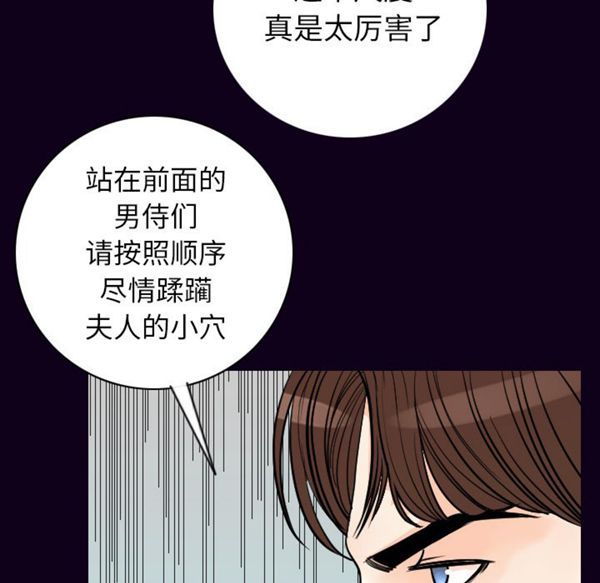 真是太厉害了
站在前面的
男侍们
请按照顺序
尽情蹂躏
夫人的小穴